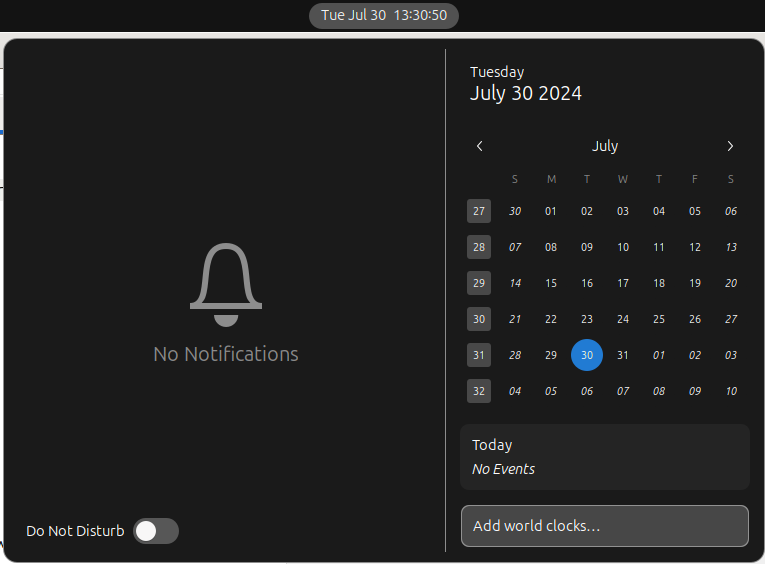 Tue Jul 30 13:30:50
No Notifications
Do Not Disturb
Tuesday
July 30 2024
July
S M T W T F S
27 30 01 02 03 04 05 06
28 07 08 09 10 11 12 13
29 14 15 16 17 18 19 20
30 21 22 23 24 25 26 27
31 28 29 30 31 01 02 03
32 04 05 06 07 08 09 10
Today
No Events
Add world clocks...